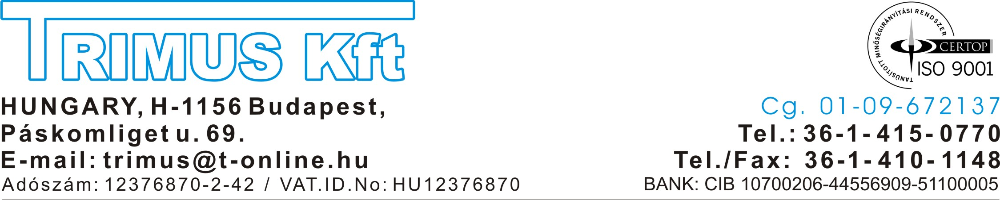 TRIMUS Kft
TANÚSÍTOTT MINŐSÉGIRÁNYÍTÁSI RENDSZER
CERTOP
ISO 9001
HUNGARY, H-1156 Budapest,
Cg. 01-09-672137
Páskomliget u. 69.
Tel.: 36-1-415-0770
E-mail: trimus@t-online.hu
Tel./Fax: 36-1-410-1148
Adószám: 12376870-2-42 / VAT.ID.No: HU12376870
BANK: CIB 10700206-44556909-51100005